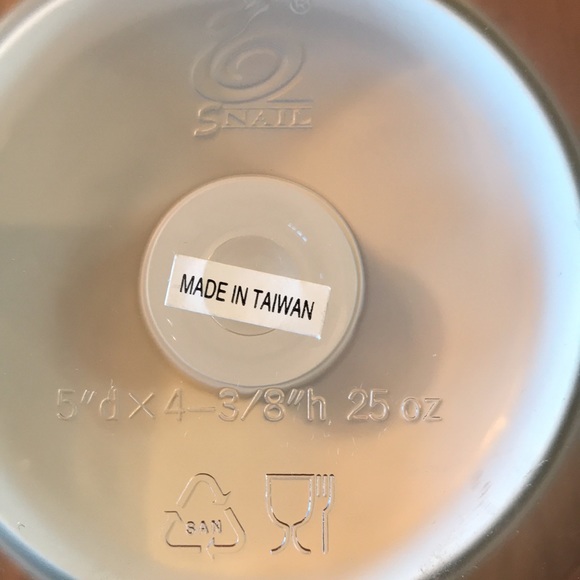 ®
SNAIL
MADE IN TAIWAN
5"d×4-3/8"h, 25 oz
SAN